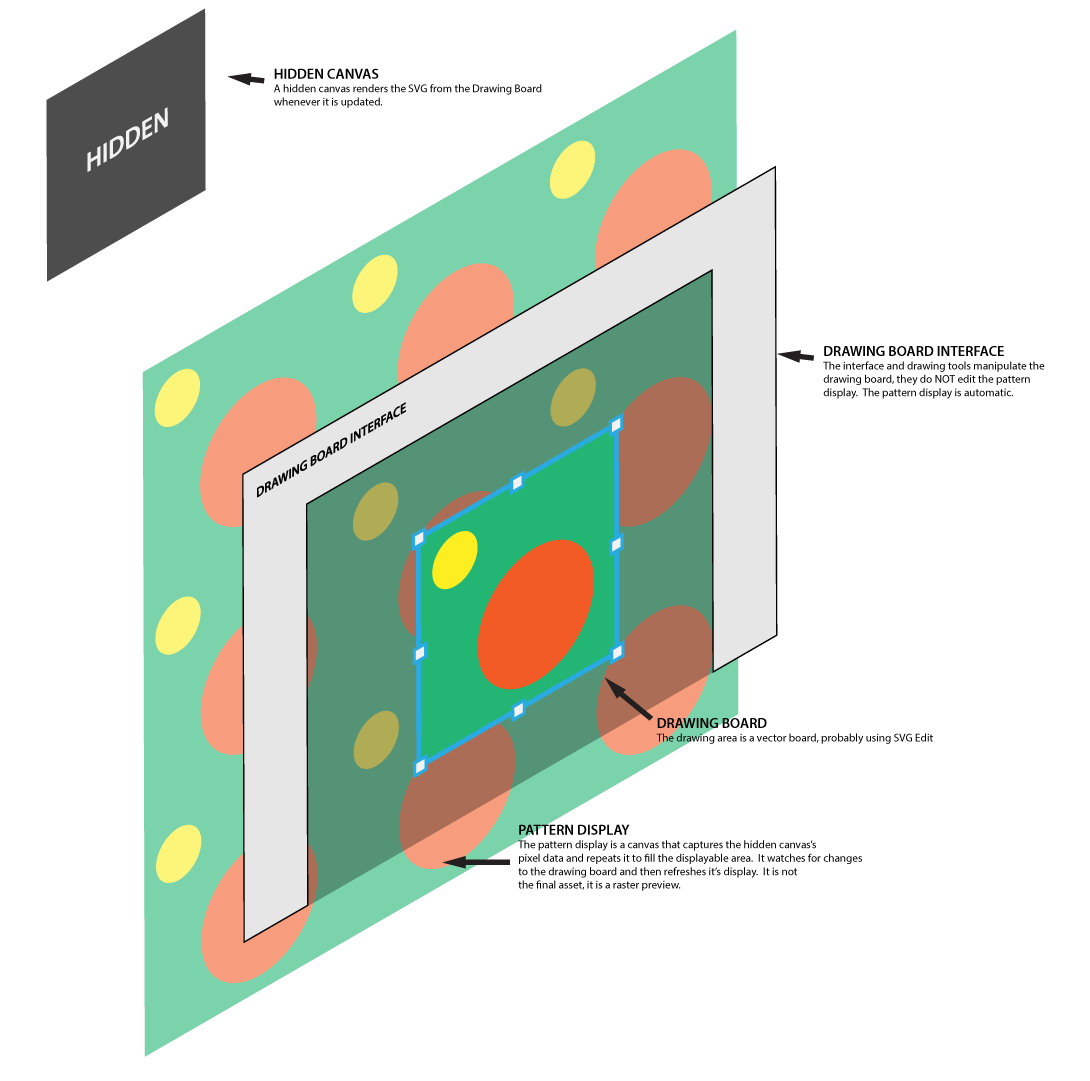 HIDDEN
HIDDEN CANVAS
A hidden canvas renders the SVG from the Drawing Board
whenever it is updated.
DRAWING BOARD INTERFACE
The interface and drawing tools manipulate the
drawing board, they do NOT edit the pattern
display.  The pattern display is automatic.
DRAWING BOARD INTERFACE
DRAWING BOARD
The drawing area is a vector board, probably using SVG Edit
PATTERN DISPLAY
The pattern display is a canvas that captures the hidden canvas's
pixel data and repeats it to fill the displayable area.  It watches for changes
to the drawing board and then refreshes it's display.  It is not
the final asset, it is a raster preview.